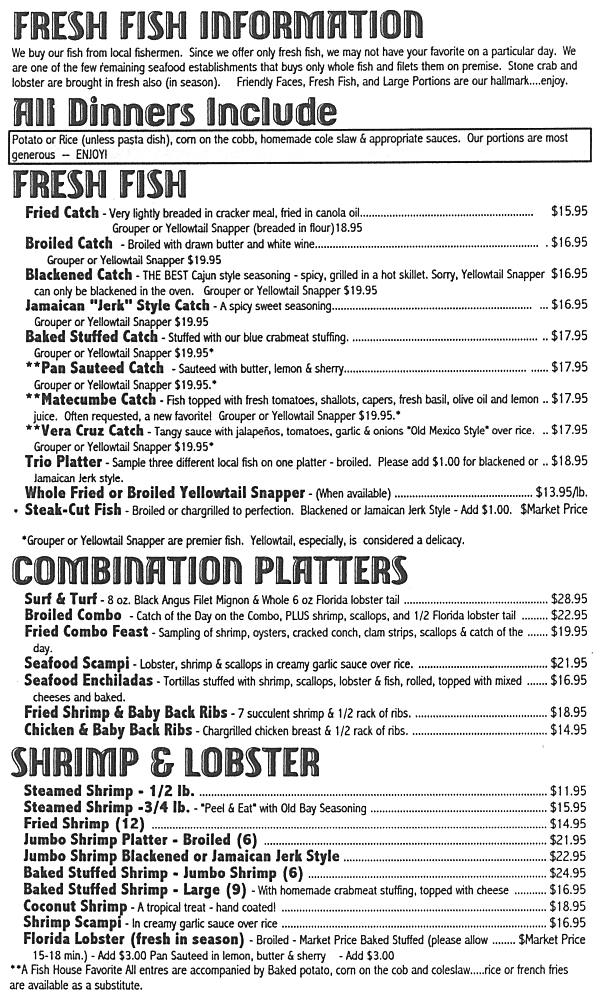 FRESH FISH INFORMATION
We buy our fish from local fishermen. Since we offer only fresh fish, we may not have your favorite on a particular day. We
are one of the few remaining seafood establishments that buys only whole fish and filets them on premise. Stone crab and
lobster are brought in fresh also (in season). Friendly Faces, Fresh Fish, and Large Portions are our hallmark....enjoy.
All Dinners Include
Potato or Rice (unless pasta dish), corn on the cobb, homemade cole slaw & appropriate sauces. Our portions are most
generous -- ENJOY!
FRESH FISH
Fried Catch - Very lightly breaded in cracker meal, fried in canola oil.......................................................... $15.95
Grouper or Yellowtail Snapper (breaded in flour)18.95
Broiled Catch - Broiled with drawn butter and white wine.......................................................... . $16.95
Grouper or Yellowtail Snapper $19.95
Blackened Catch - THE BEST Cajun style seasoning - spicy, grilled in a hot skillet. Sorry, Yellowtail Snapper $16.95
can only be blackened in the oven. Grouper or Yellowtail Snapper $19.95
Jamaican "Jerk" Style Catch - A spicy sweet seasoning.................................................... ... $16.95
Grouper or Yellowtail Snapper $19.95
Baked Stuffed Catch - Stuffed with our blue crabmeat stuffing. .................................................... .. $17.95
Grouper or Yellowtail Snapper $19.95*
**Pan Sauteed Catch - Sauteed with butter, lemon & sherry.................................................... ...... $17.95
Grouper or Yellowtail Snapper $19.95.*
**Matecumbe Catch - Fish topped with fresh tomatoes, shallots, capers, fresh basil, olive oil and lemon .. $17.95
juice. Often requested, a new favorite! Grouper or Yellowtail Snapper $19.95.*
**Vera Cruz Catch - Tangy sauce with jalapeños, tomatoes, garlic & onions "Old Mexico Style" over rice. .. $17.95
Grouper or Yellowtail Snapper $19.95*
Trio Platter - Sample three different local fish on one platter - broiled. Please add $1.00 for blackened or .. $18.95
Jamaican Jerk style.
Whole Fried or Broiled Yellowtail Snapper - (When available) ............................................ $13.95/lb.
• Steak-Cut Fish - Broiled or chargrilled to perfection. Blackened or Jamaican Jerk Style - Add $1.00. $Market Price
*Grouper or Yellowtail Snapper are premier fish. Yellowtail, especially, is considered a delicacy.
COMBINATION PLATTERS
Surf & Turf - 8 oz. Black Angus Filet Mignon & Whole 6 oz Florida lobster tail ............................................ $28.95
Broiled Combo - Catch of the Day on the Combo, PLUS shrimp, scallops, and 1/2 Florida lobster tail ........ $22.95
Fried Combo Feast - Sampling of shrimp, oysters, cracked conch, clam strips, scallops & catch of the ....... $19.95
day.
Seafood Scampi - Lobster, shrimp & scallops in creamy garlic sauce over rice. ........................................ $21.95
Seafood Enchiladas - Tortillas stuffed with shrimp, scallops, lobster & fish, rolled, topped with mixed ....... $16.95
cheeses and baked.
Fried Shrimp & Baby Back Ribs - 7 succulent shrimp & 1/2 rack of ribs. ........................................ $18.95
Chicken & Baby Back Ribs - Chargrilled chicken breast & 1/2 rack of ribs. ........................................ $14.95
SHRIMP & LOBSTER
Steamed Shrimp - 1/2 lb. ............................................................ $11.95
Steamed Shrimp -3/4 lb. - "Peel & Eat" with Old Bay Seasoning ........................................ $15.95
Fried Shrimp (12) ............................................................ $14.95
Jumbo Shrimp Platter - Broiled (6) ............................................................ $21.95
Jumbo Shrimp Blackened or Jamaican Jerk Style ........................................ $22.95
Baked Stuffed Shrimp - Jumbo Shrimp (6) ........................................ $24.95
Baked Stuffed Shrimp - Large (9) - With homemade crabmeat stuffing, topped with cheese ........... $16.95
Coconut Shrimp - A tropical treat - hand coated! ........................................ $18.95
Shrimp Scampi - In creamy garlic sauce over rice ........................................ $16.95
Florida Lobster (fresh in season) - Broiled - Market Price Baked Stuffed (please allow ........ $Market Price
15-18 min.) - Add $3.00 Pan Sauteed in lemon, butter & sherry - Add $3.00
**A Fish House Favorite All entres are accompanied by Baked potato, corn on the cob and coleslaw.....rice or french fries
are available as a substitute.